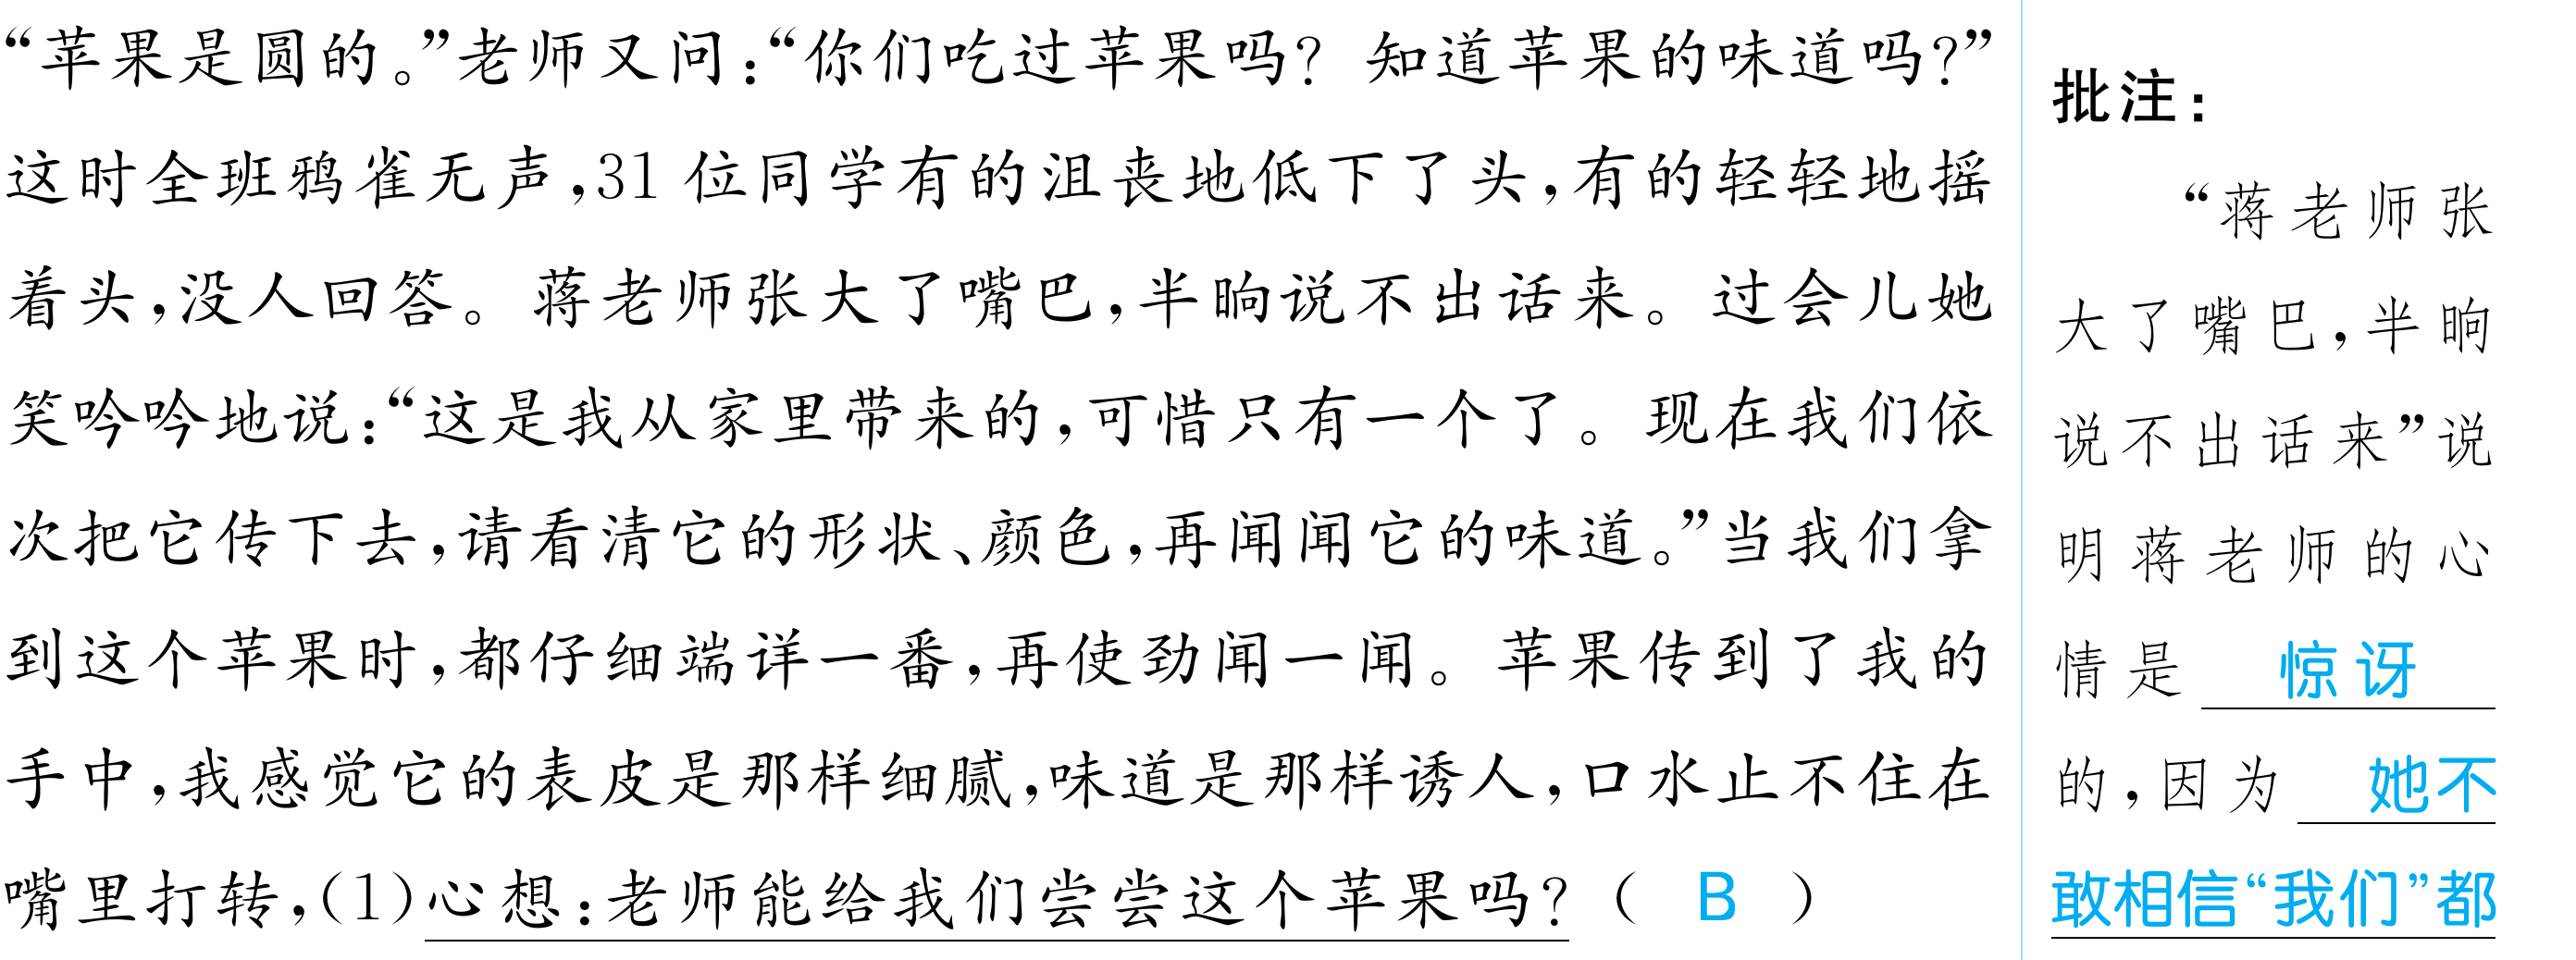 “苹果是圆的。”老师又问：“你们吃过苹果吗？知道苹果的味道吗？”
这时全班鸦雀无声，31 位同学有的沮丧地低下了头，有的轻轻地摇
着头，没人回答。蒋老师张大了嘴巴，半晌说不出话来。过会儿她
笑吟吟地说：“这是我从家里带来的，可惜只有一个了。现在我们依
次把它传下去，请看清它的形状、颜色，再闻闻它的味道。”当我们拿
到这个苹果时，都仔细端详一番，再使劲闻一闻。苹果传到了我的
手中，我感觉它的表皮是那样细腻，味道是那样诱人，口水止不住在
嘴里打转，（1）心想：老师能给我们尝尝这个苹果吗？（ B ）
批注：
“蒋老师张
大了嘴巴，半晌
说不出话来”说
明蒋老师的心
情是 惊讶
的，因为 她不
敢相信“我们”都